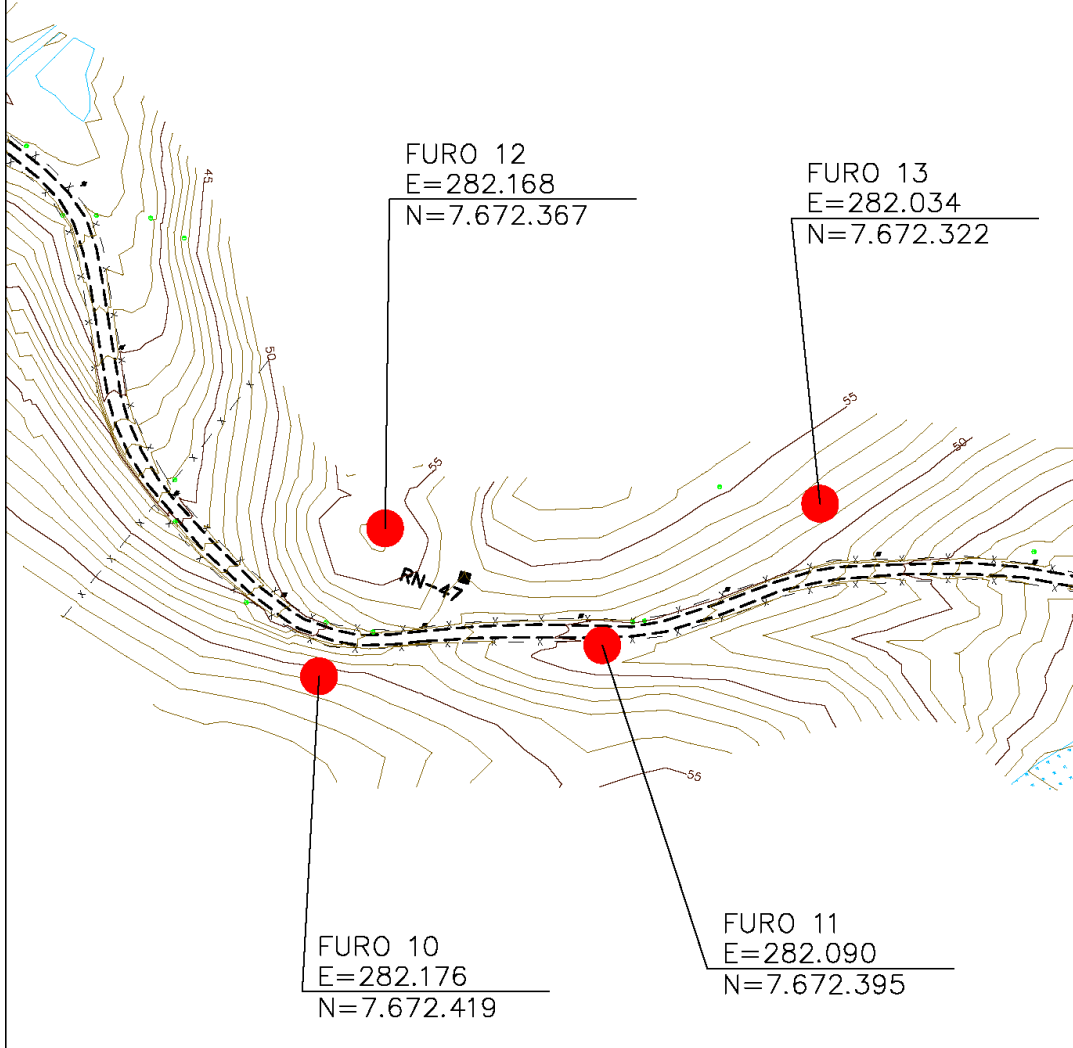 FURO 12
E=282.168
N=7.672.367
FURO 13
E=282.034
N=7.672.322
45
50
55
55
50
RN-47
55
FURO 10
E=282.176
N=7.672.419
FURO 11
E=282.090
N=7.672.395